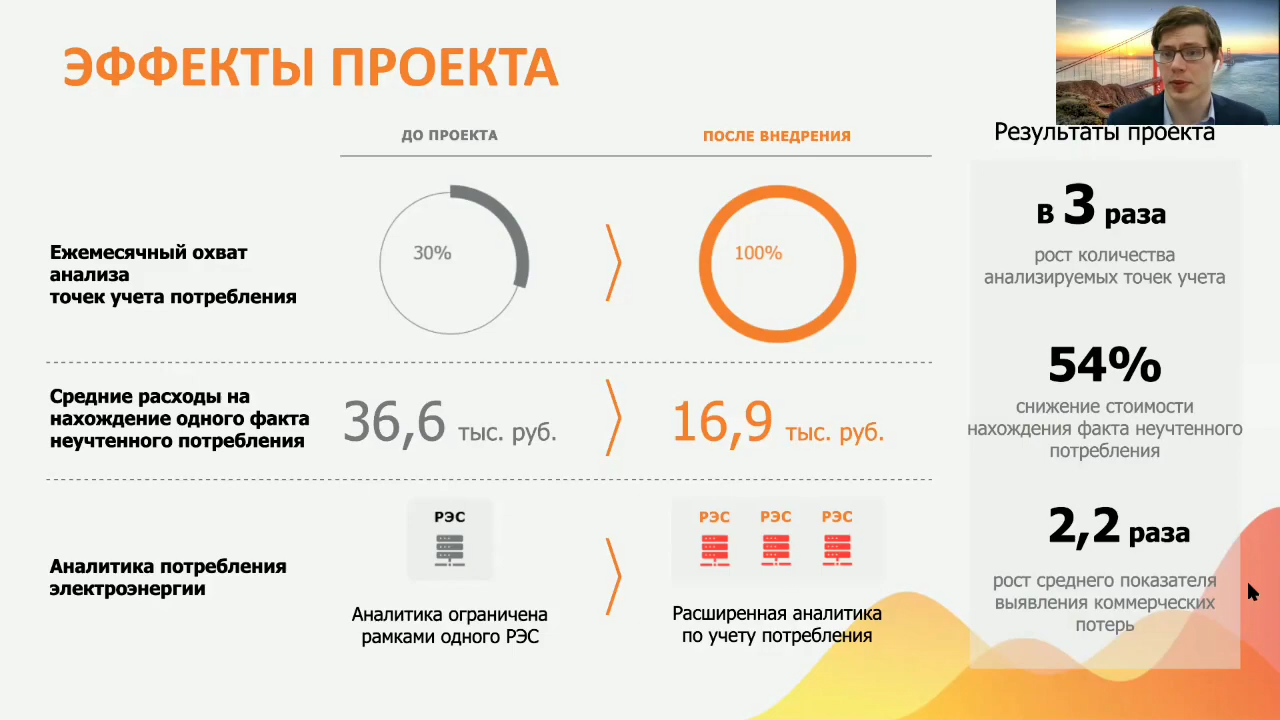 ЭФФЕКТЫ ПРОЕКТА
ДО ПРОЕКТА
ПОСЛЕ ВНЕДРЕНИЯ
Ежемесячный охват
анализа
точек учета потребления
30%
100%
Средние расходы на
нахождение одного факта
неучтенного потребления
36,6 тыс. руб.
16,9 тыс. руб.
Аналитика потребления
электроэнергии
РЭС
Аналитика ограничена
рамками одного РЭС
РЭС РЭС РЭС
Расширенная аналитика
по учету потребления
Результаты проекта
в 3 раза
рост количества
анализируемых точек учета
54%
снижение стоимости
нахождения факта неучтенного
потребления
2,2 раза
рост среднего показателя
выявления коммерческих
потерь